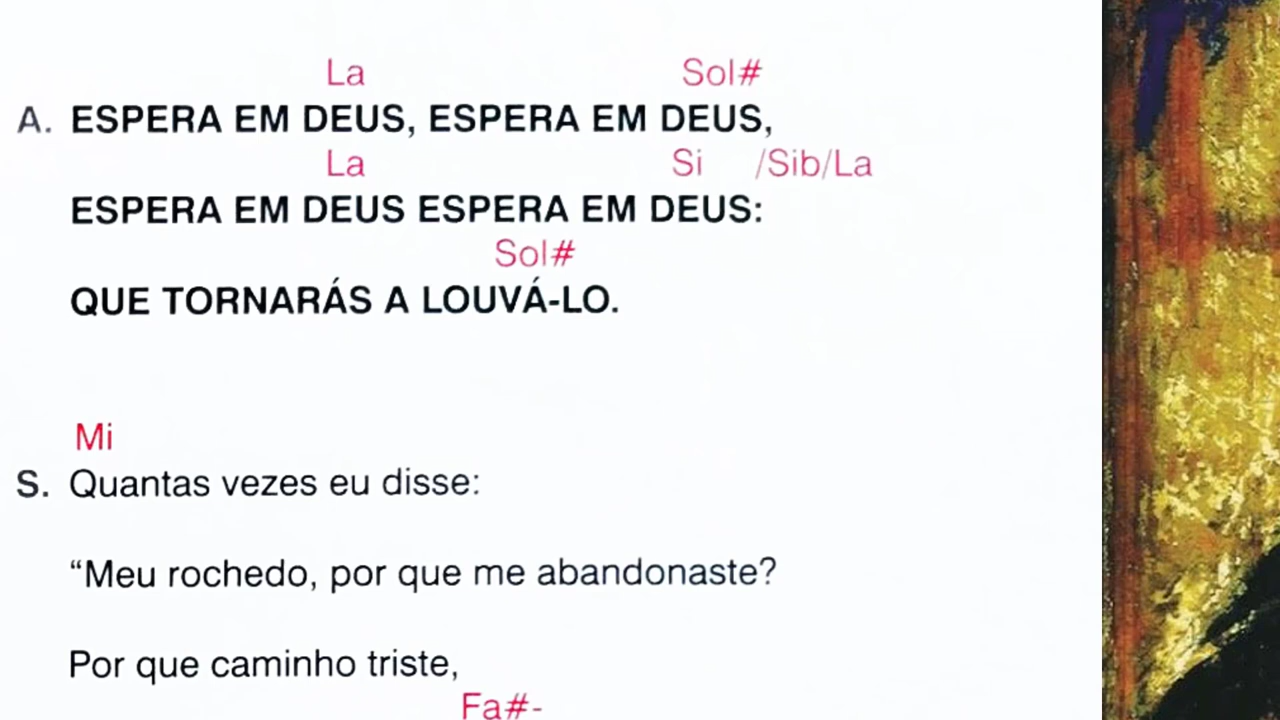 La Sol#
A. ESPERA EM DEUS, ESPERA EM DEUS,
La Si /Sib/La
ESPERA EM DEUS ESPERA EM DEUS:
Sol#
QUE TORNARÁS A LOUVÁ-LO.
Mi
S. Quantas vezes eu disse:
“Meu rochedo, por que me abandonaste?
Por que caminho triste,
Fa#-